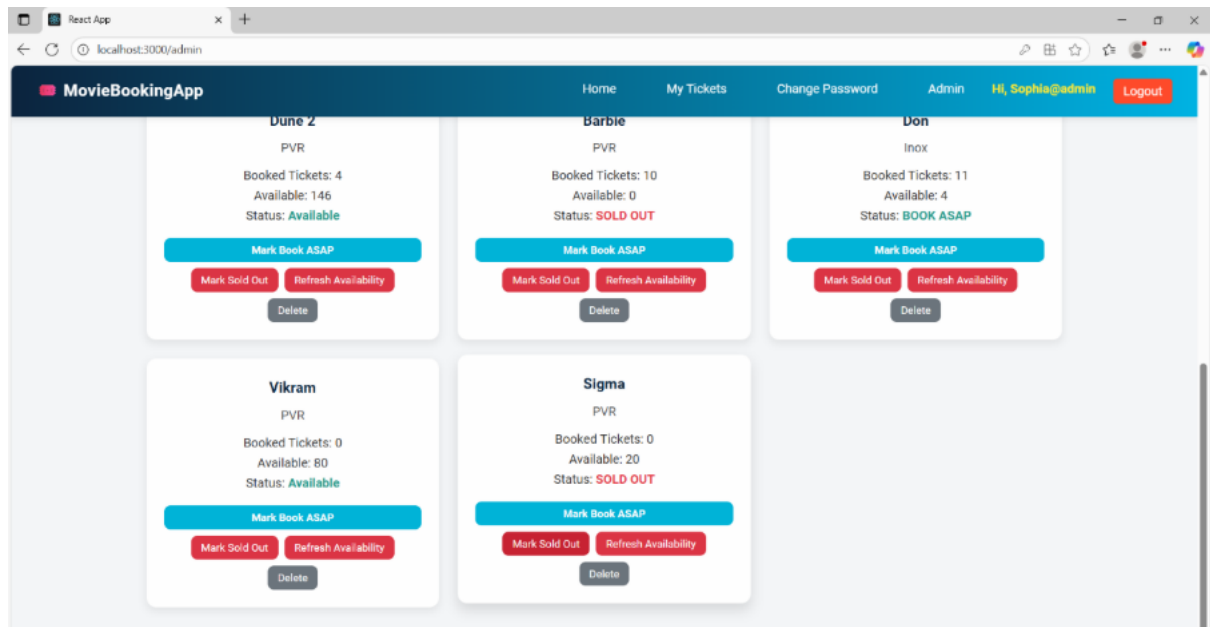 React App
localhost:3000/admin
MovieBookingApp Home My Tickets Change Password Admin Hi, Sophia@admin Logout
Dune 2
PVR
Booked Tickets: 4
Available: 146
Status: Available
Mark Book ASAP
Mark Sold Out Refresh Availability
Delete
Barbie
PVR
Booked Tickets: 10
Available: 0
Status: SOLD OUT
Mark Book ASAP
Mark Sold Out Refresh Availability
Delete
Don
Inox
Booked Tickets: 11
Available: 4
Status: BOOK ASAP
Mark Book ASAP
Mark Sold Out Refresh Availability
Delete
Vikram
PVR
Booked Tickets: 0
Available: 80
Status: Available
Mark Book ASAP
Mark Sold Out Refresh Availability
Delete
Sigma
PVR
Booked Tickets: 0
Available: 20
Status: SOLD OUT
Mark Book ASAP
Mark Sold Out Refresh Availability
Delete